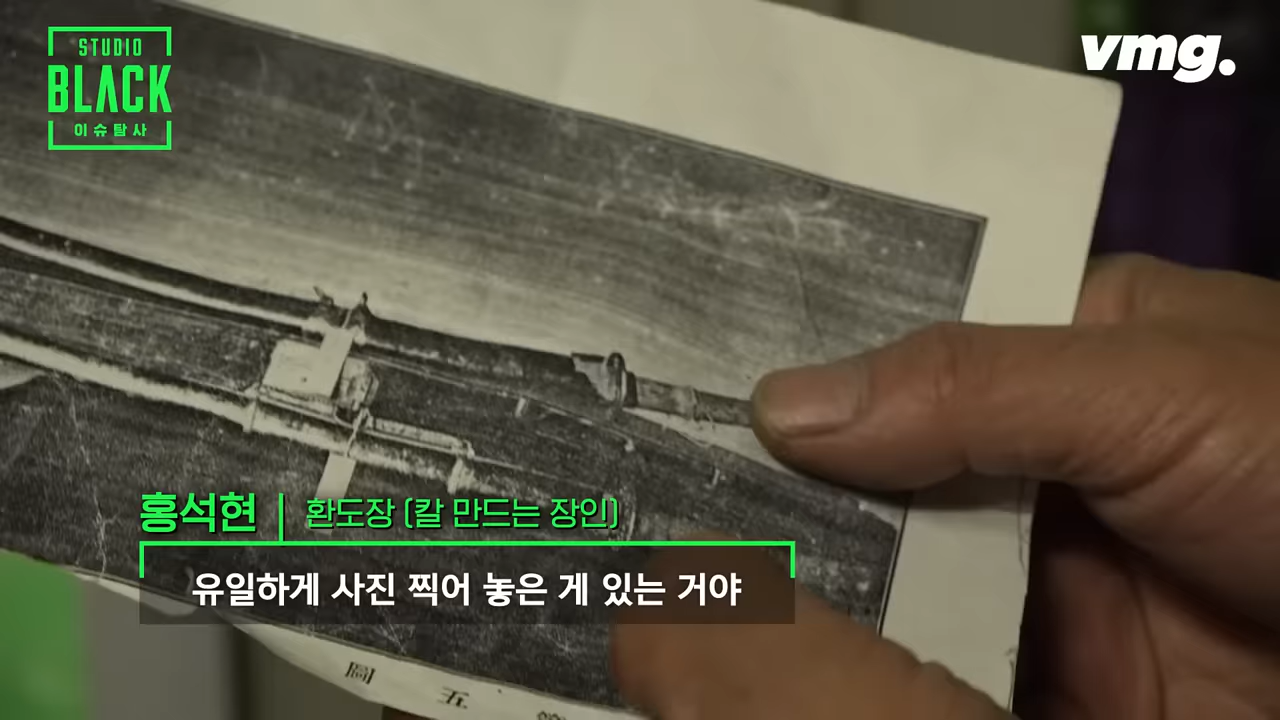 STUDIO
BLACK
이슈탐사
vmg.
홍석현 | 환도장 (칼 만드는 장인)
유일하게 사진 찍어 놓은 게 있는 거야
圖 五